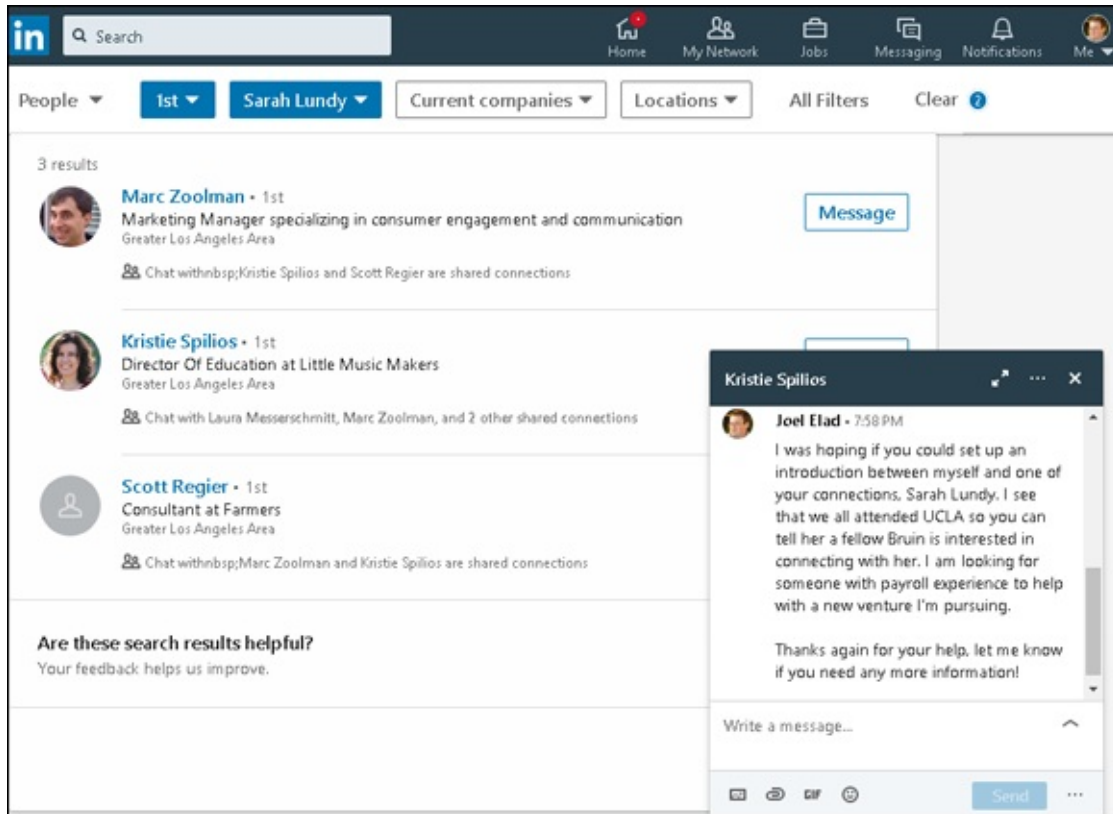 in Search
Home My Network Jobs Messaging Notifications Me
People 1st Sarah Lundy Current companies Locations All Filters Clear 2
3 results
Marc Zoolman • 1st
Marketing Manager specializing in consumer engagement and communication
Greater Los Angeles Area
Chat withnbsp;Kristie Spilios and Scott Regier are shared connections
Message
Kristie Spilios • 1st
Director Of Education at Little Music Makers
Greater Los Angeles Area
Chat with Laura Messerschmitt, Marc Zoolman, and 2 other shared connections
Scott Regier • 1st
Consultant at Farmers
Greater Los Angeles Area
Chat withnbsp;Marc Zoolman and Kristie Spilios are shared connections
Are these search results helpful?
Your feedback helps us improve.
Kristie Spilios
Joel Elad • 7:58 PM
I was hoping if you could set up an
introduction between myself and one of
your connections, Sarah Lundy. I see
that we all attended UCLA so you can
tell her a fellow Bruin is interested in
connecting with her. I am looking for
someone with payroll experience to help
with a new venture I'm pursuing.
Thanks again for your help, let me know
if you need any more information!
Write a message...
GIF Send